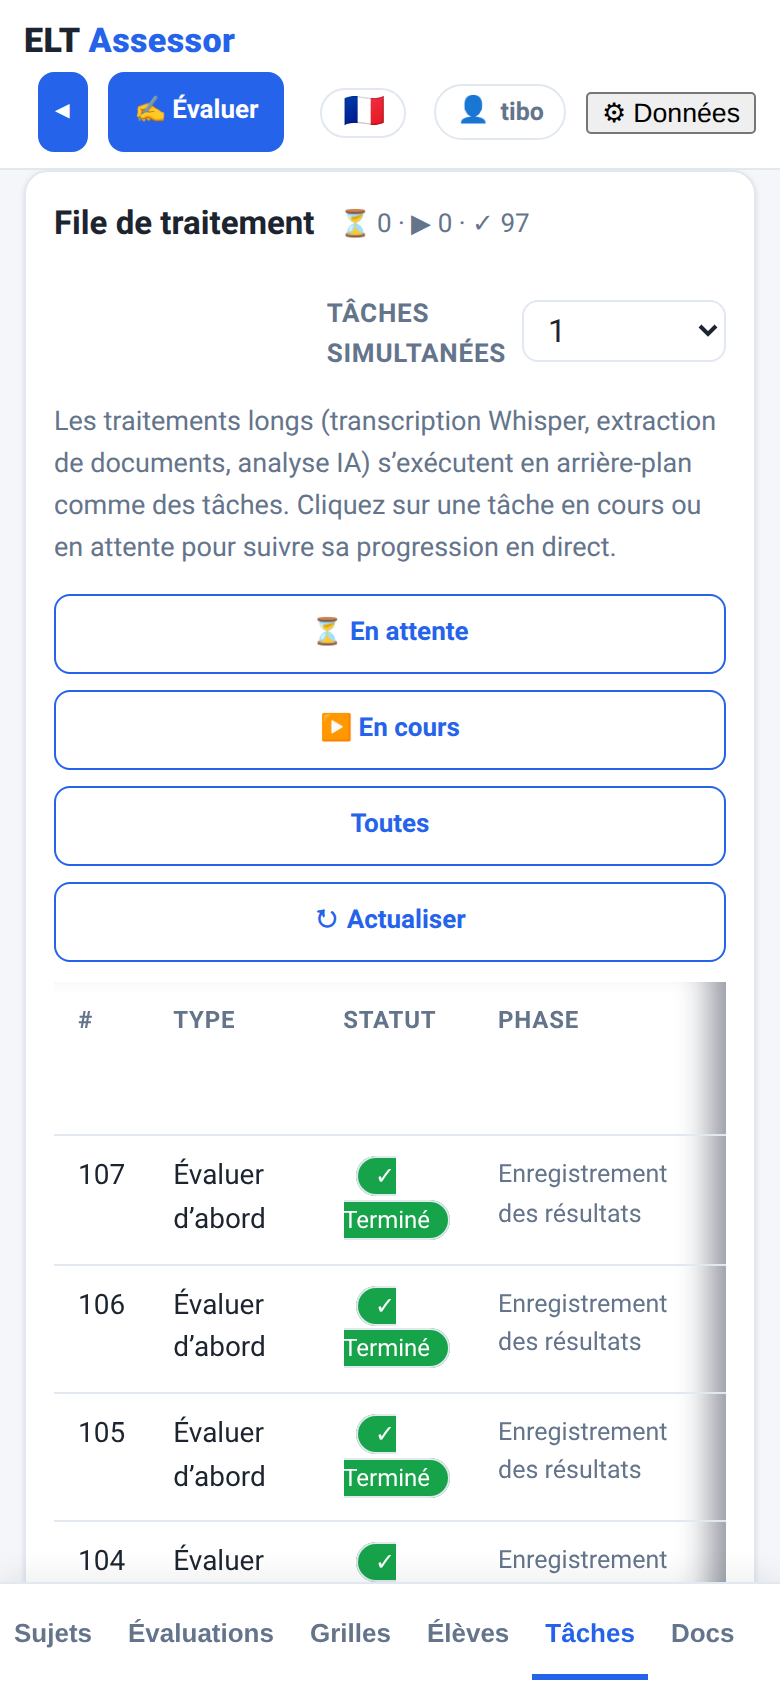 ELT Assessor
◀ ✍️ Évaluer 🇫🇷 👤 tibo ⚙ Données
File de traitement ⏳ 0 · ▶ 0 · ✓ 97
TÂCHES
SIMULTANÉES 1
Les traitements longs (transcription Whisper, extraction
de documents, analyse IA) s’exécutent en arrière-plan
comme des tâches. Cliquez sur une tâche en cours ou
en attente pour suivre sa progression en direct.
⏳ En attente
▶️ En cours
Toutes
↻ Actualiser
# TYPE STATUT PHASE
107 Évaluer ✓ Enregistrement
d’abord Terminé des résultats
106 Évaluer ✓ Enregistrement
d’abord Terminé des résultats
105 Évaluer ✓ Enregistrement
d’abord Terminé des résultats
104 Évaluer ✓ Enregistrement
Sujets Évaluations Grilles Élèves Tâches Docs